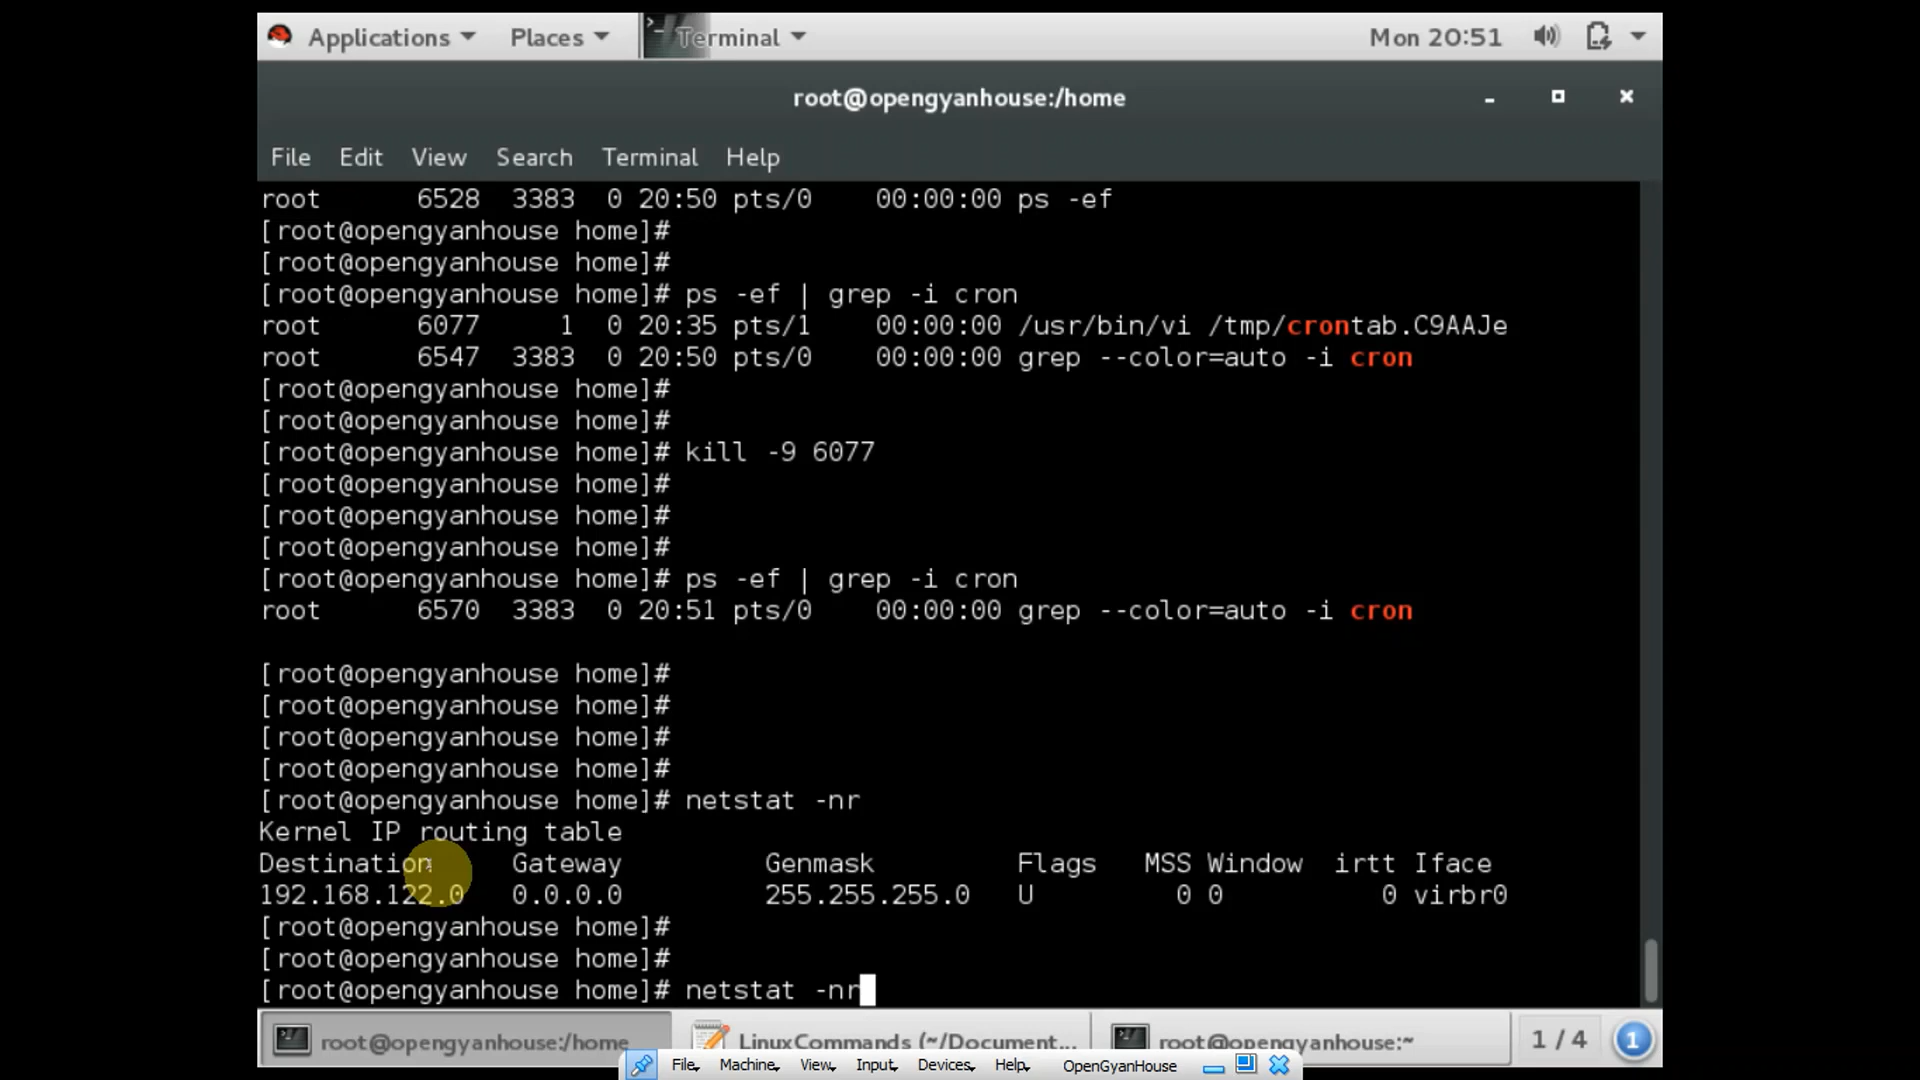 Applications Places Terminal Mon 20:51
root@opengyanhouse:/home
File Edit View Search Terminal Help
root 6528 3383 0 20:50 pts/0 00:00:00 ps -ef
[root@opengyanhouse home]#
[root@opengyanhouse home]#
[root@opengyanhouse home]# ps -ef | grep -i cron
root 6077 1 0 20:35 pts/1 00:00:00 /usr/bin/vi /tmp/crontab.C9AAJe
root 6547 3383 0 20:50 pts/0 00:00:00 grep --color=auto -i cron
[root@opengyanhouse home]#
[root@opengyanhouse home]#
[root@opengyanhouse home]# kill -9 6077
[root@opengyanhouse home]#
[root@opengyanhouse home]#
[root@opengyanhouse home]#
[root@opengyanhouse home]# ps -ef | grep -i cron
root 6570 3383 0 20:51 pts/0 00:00:00 grep --color=auto -i cron
[root@opengyanhouse home]#
[root@opengyanhouse home]#
[root@opengyanhouse home]#
[root@opengyanhouse home]#
[root@opengyanhouse home]# netstat -nr
Kernel IP routing table
Destination Gateway Genmask Flags MSS Window irtt Iface
192.168.122.0 0.0.0.0 255.255.255.0 U 0 0 0 virbr0
[root@opengyanhouse home]#
[root@opengyanhouse home]#
[root@opengyanhouse home]# netstat -nr
root@opengyanhouse:/home LinuxCommands (~/Document... root@opengyanhouse:~ 1 / 4 1
File Machine View Input Devices Help OpenGyanHouse